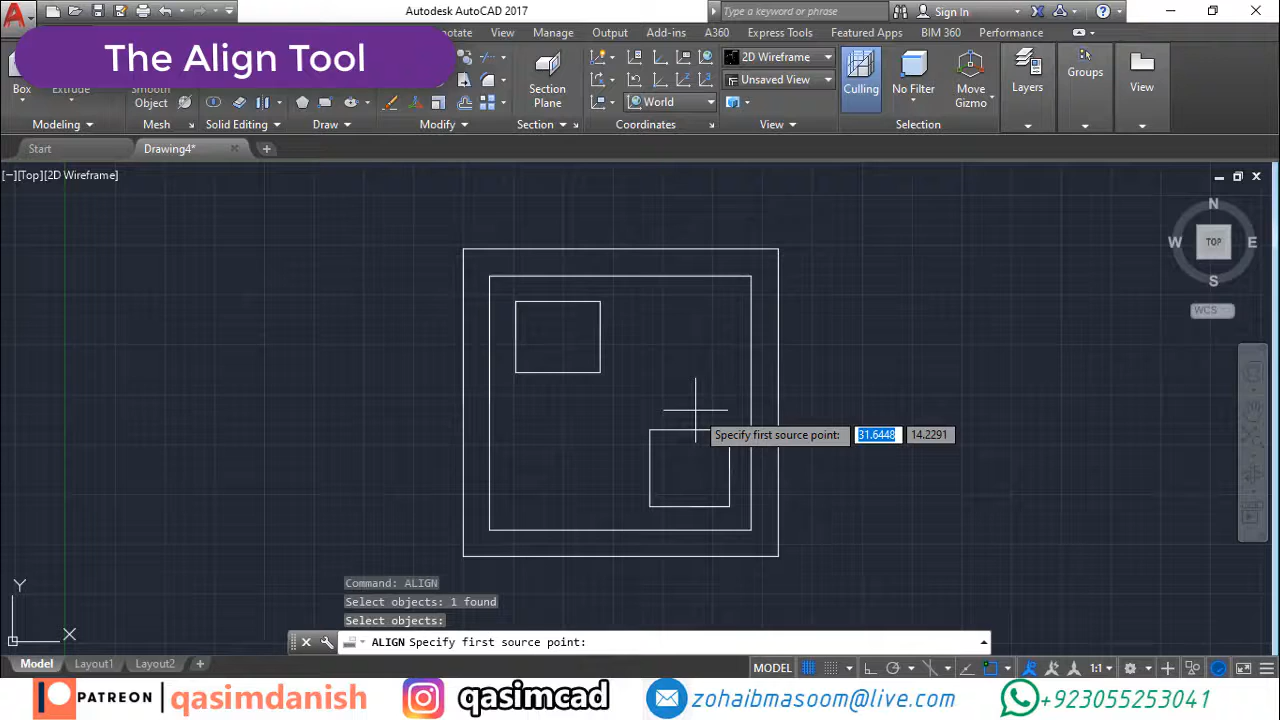 Autodesk AutoCAD 2017
Type a keyword or phrase
Sign In
The Align Tool
View
Manage
Output
Add-ins
A360
Express Tools
Featured Apps
BIM 360
Performance
Box
Extrude
Smooth
Object
Section
Plane
2D Wireframe
Unsaved View
World
Culling
No Filter
Move
Gizmo
Layers
Groups
View
Modeling
Mesh
Solid Editing
Draw
Modify
Section
Coordinates
View
Selection
Start
Drawing4*
[−][Top][2D Wireframe]
N
W
TOP
E
S
WCS
Specify first source point:
31.6448
14.2291
Y
X
Command: ALIGN
Select objects: 1 found
Select objects:
ALIGN Specify first source point:
Model
Layout1
Layout2
MODEL
1:1
PATREON
qasimdanish
qasimcad
zohaibmasoom@live.com
+923055253041